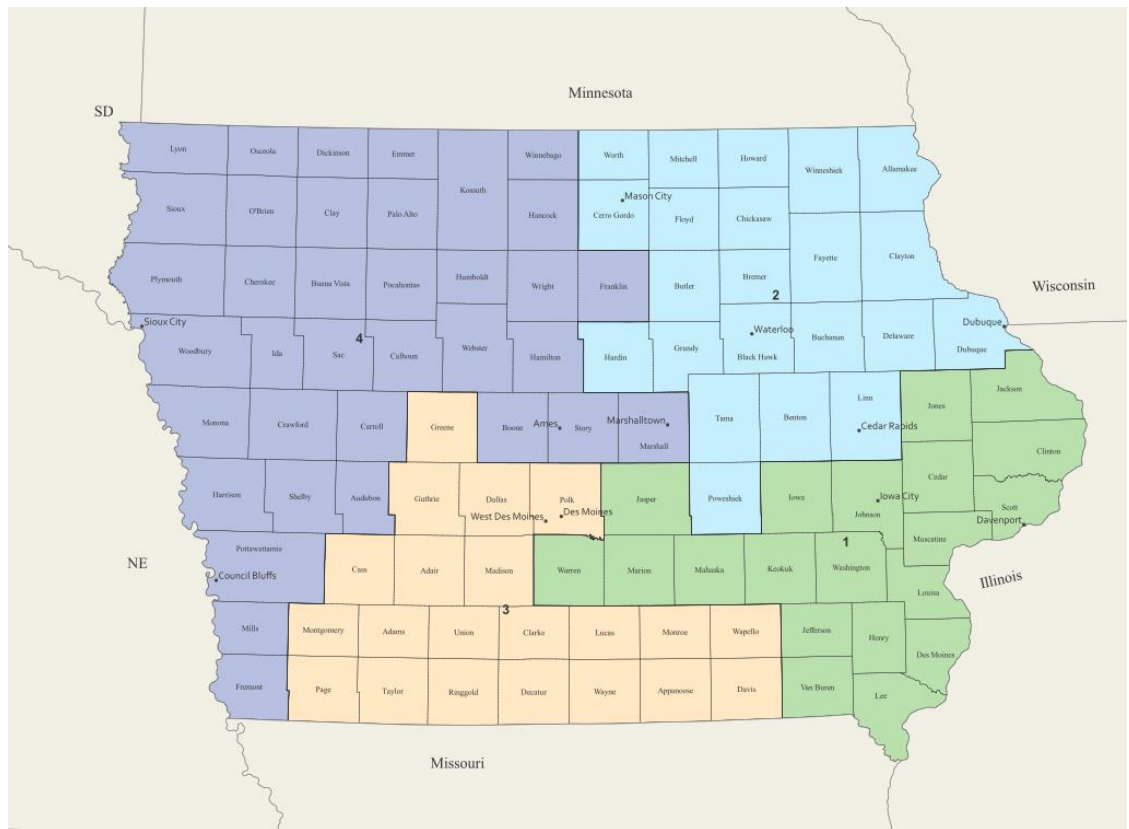 Minnesota
SD
Lyon
Osceola
Dickinson
Emmet
Winnebago
Worth
Mitchell
Howard
Winneshiek
Allamakee
Kossuth
Mason City
Sioux
O'Brien
Clay
Palo Alto
Hancock
Cerro Gordo
Floyd
Chickasaw
Fayette
Clayton
Plymouth
Cherokee
Buena Vista
Pocahontas
Humboldt
Wright
Franklin
Butler
Bremer
2
Wisconsin
Sioux City
Woodbury
Ida
4
Sac
Calhoun
Webster
Hamilton
Hardin
Grundy
Waterloo
Black Hawk
Buchanan
Delaware
Dubuque
Dubuque
Monona
Crawford
Carroll
Greene
Boone
Ames
Story
Marshalltown
Marshall
Tama
Benton
Linn
Cedar Rapids
Jones
Jackson
Clinton
Harrison
Shelby
Audubon
Guthrie
Dallas
Polk
West Des Moines
Des Moines
Jasper
Poweshiek
Iowa
Iowa City
Johnson
Cedar
Scott
Davenport
Muscatine
NE
Pottawattamie
Council Bluffs
Cass
Adair
Madison
Warren
Marion
Mahaska
Keokuk
1
Washington
Louisa
Illinois
3
Mills
Montgomery
Adams
Union
Clarke
Lucas
Monroe
Wapello
Jefferson
Henry
Des Moines
Fremont
Page
Taylor
Ringgold
Decatur
Wayne
Appanoose
Davis
Van Buren
Lee
Missouri